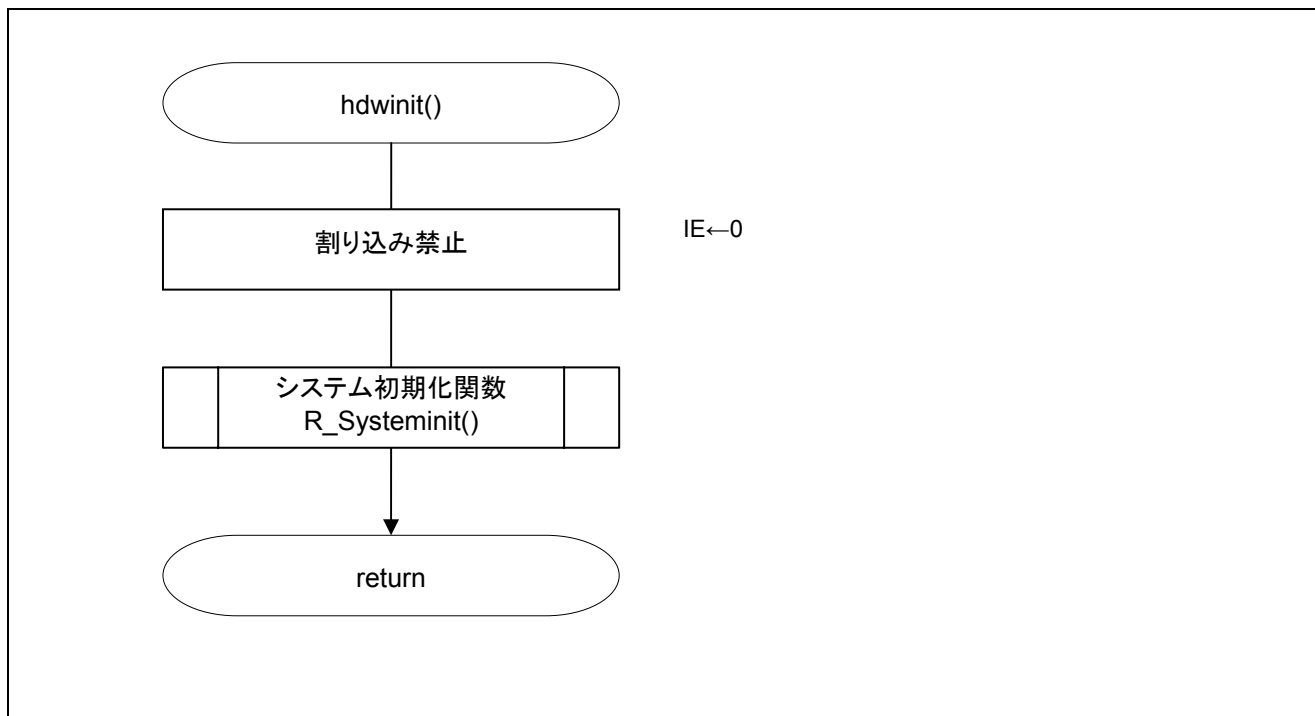 hdwinit()
割り込み禁止
IE←0
システム初期化関数
R_Systeminit()
return